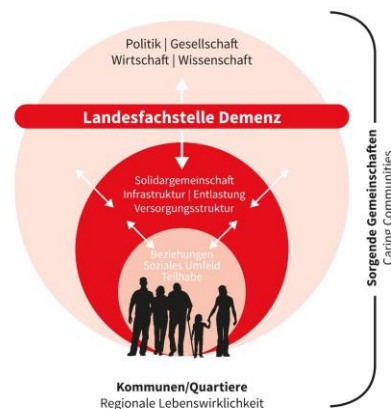 Politik | Gesellschaft
Wirtschaft | Wissenschaft
Landesfachstelle Demenz
Solidargemeinschaft
Infrastruktur | Entlastung
Versorgungsstruktur
Beziehungen
Soziales Umfeld
Teilhabe
Kommunen/Quartiere
Regionale Lebenswirklichkeit
Sorgende Gemeinschaften
Caring Communities